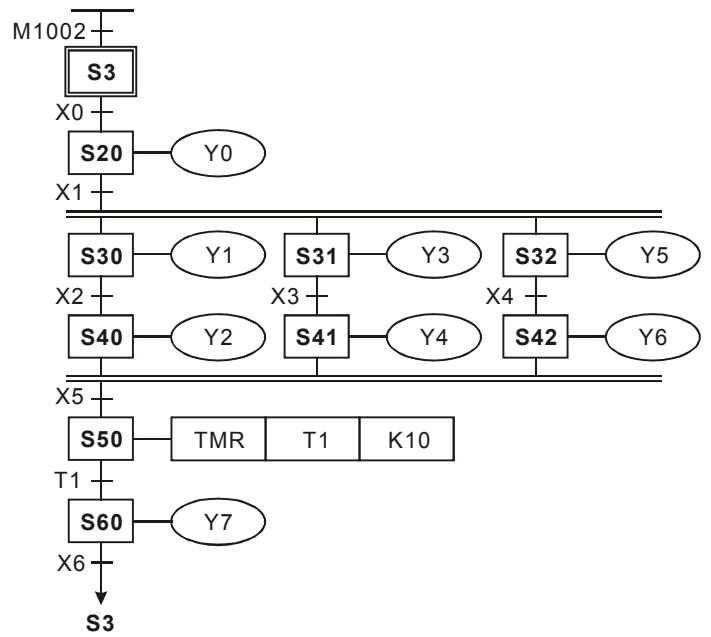 M1002
S3
X0
S20 Y0
X1
S30 Y1 S31 Y3 S32 Y5
X2 X3 X4
S40 Y2 S41 Y4 S42 Y6
X5
S50 TMR T1 K10
T1
S60 Y7
X6
S3